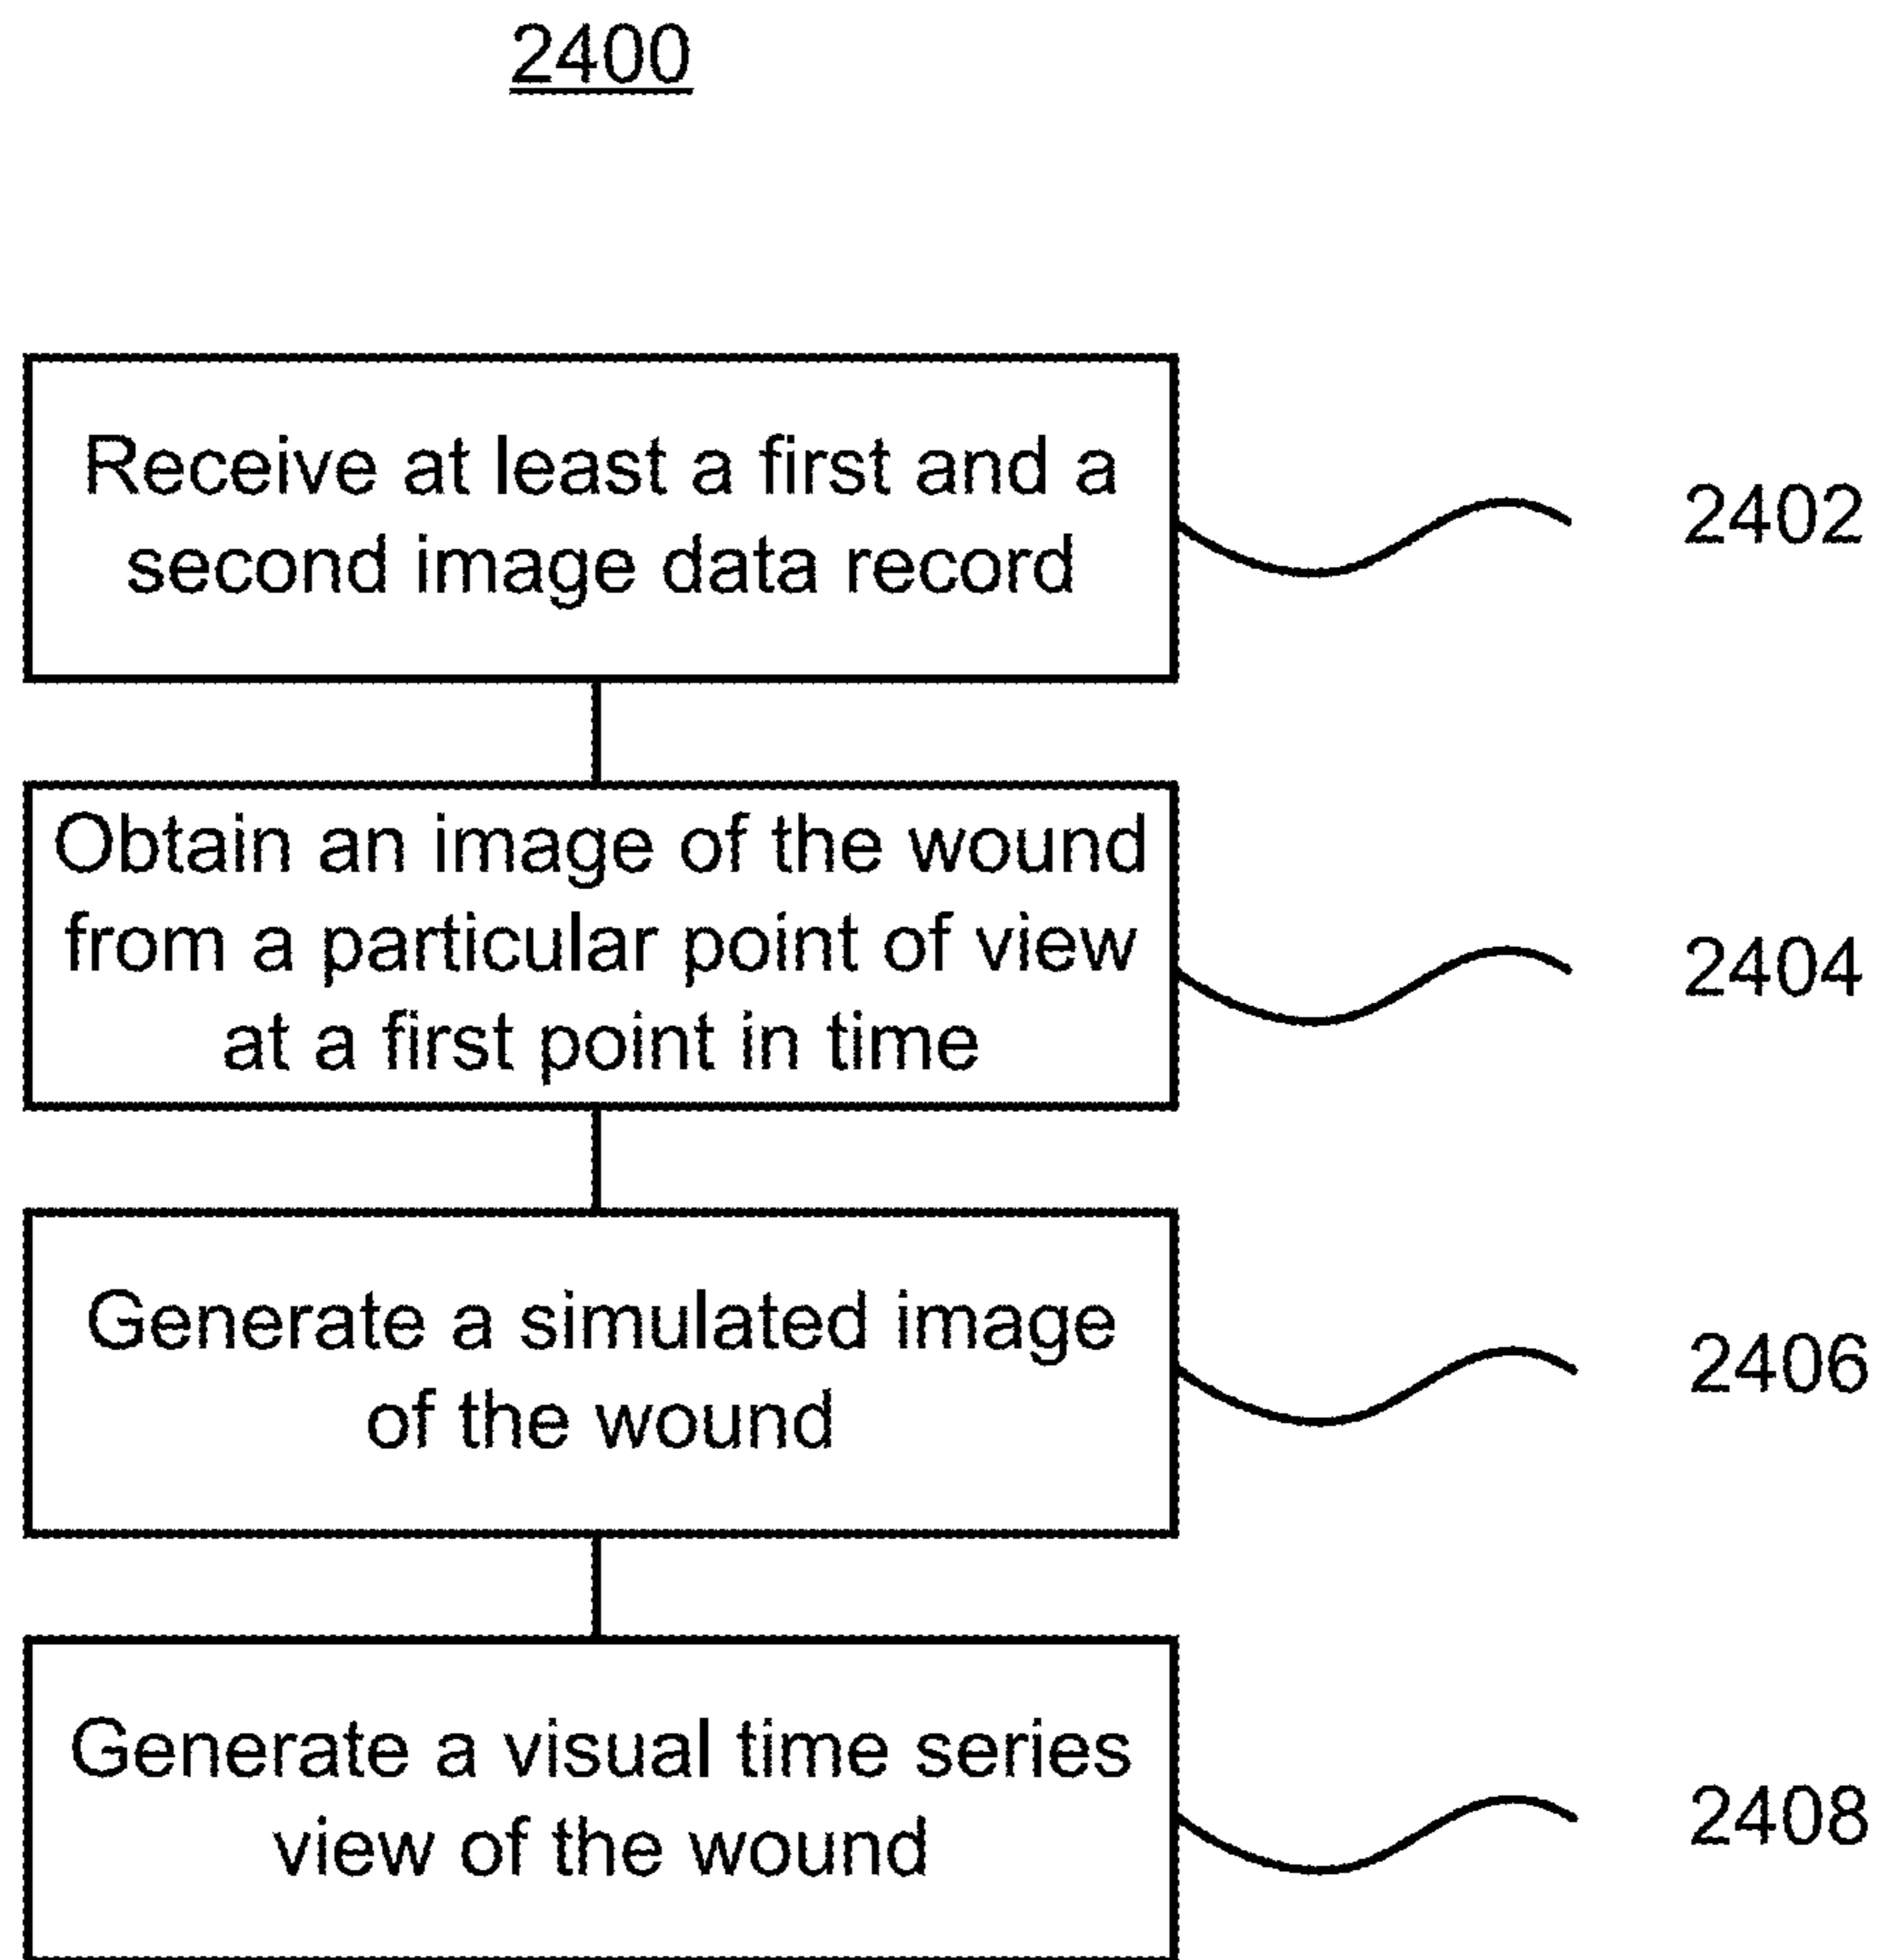 2400
Receive at least a first and a
second image data record
2402
Obtain an image of the wound
from a particular point of view
at a first point in time
2404
Generate a simulated image
of the wound
2406
Generate a visual time series
view of the wound
2408